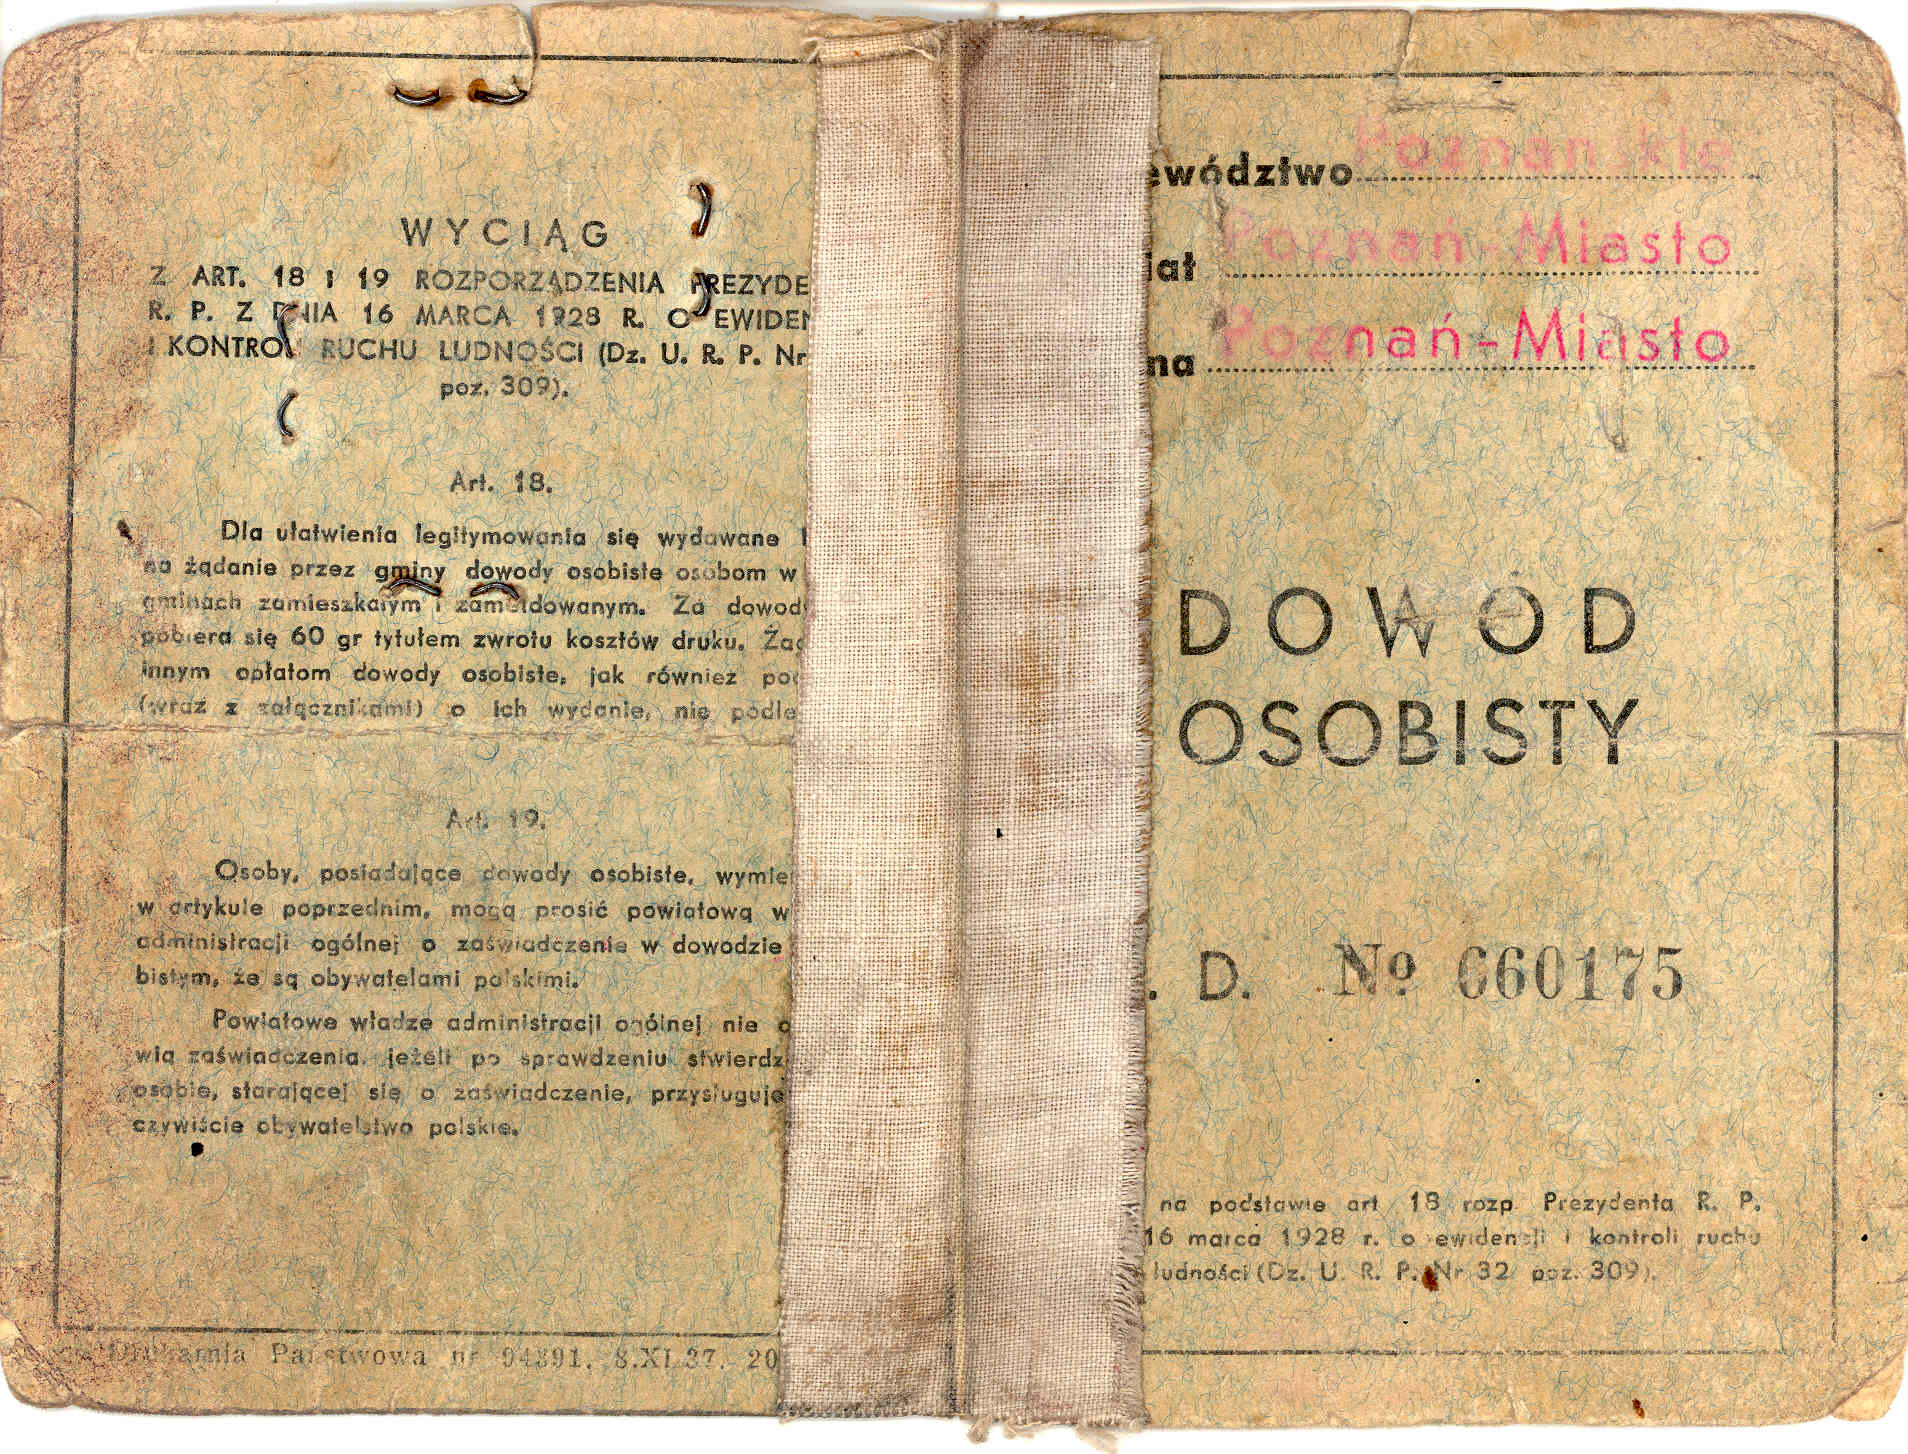 WYCIĄG
Z ART. 18 I 19 ROZPORZĄDZENIA PREZYDE
R. P. Z DNIA 16 MARCA 1928 R. O EWIDEN
I KONTROL RUCHU LUDNOŚCI (Dz. U. R. P. Nr
poz. 309).
Art. 18.
Dla ułatwienia legitymowania się wydawane
na żądanie przez gminy dowody osobiste osobom w
gminach zamieszkałym i zameldowanym. Za dowod
pobiera się 60 gr tytułem zwrotu kosztów druku. Żad
innym opłatom dowody osobiste, jak również pod
(wraz z załącznikami) o ich wydanie, nie podle
Art. 19.
Osoby, posiadające dowody osobiste, wymie
w artykule poprzednim, mogą prosić powiatową w
administracji ogólnej o zaświadczenie w dowodzie
bistym, że są obywatelami polskimi.
Powiatowe władze administracji ogólnej nie o
wią zaświadczenia, jeżeli po sprawdzeniu stwierdz
osobie, starającej się o zaświadczenie, przysługuje
czywiście obywatelstwo polskie.
Drukarnia Państwowa nr 94391. 8.XI.37. 20
ewództwo Poznańskie
iat Poznań-Miasto
na Poznań-Miasto
DOWÓD
OSOBISTY
. D. № 660175
na podstawie art 18 rozp. Prezydenta R. P.
16 marca 1928 r. o ewidencji i kontroli ruchu
ludności (Dz. U. R. P. Nr 32 poz. 309).